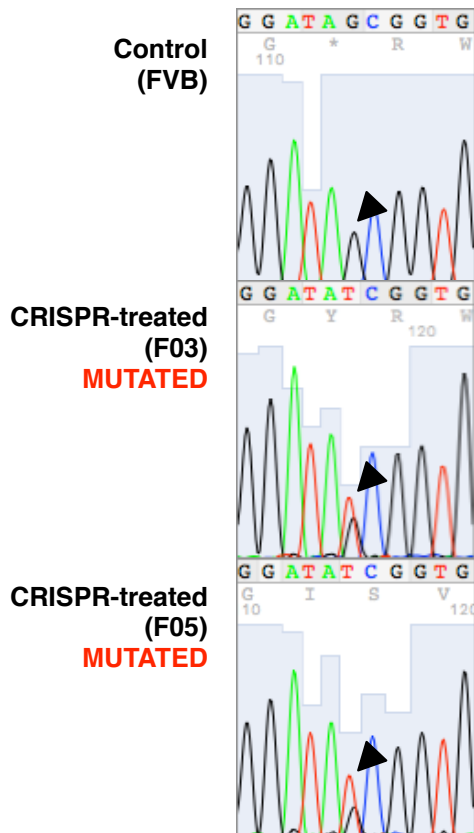 Control
(FVB)
G G A T A G C G G T G
G * R W
110
CRISPR-treated
(F03)
MUTATED
G G A T A T C G G T G
G Y R W
120
CRISPR-treated
(F05)
MUTATED
G G A T A T C G G T G
G I S V
10 120